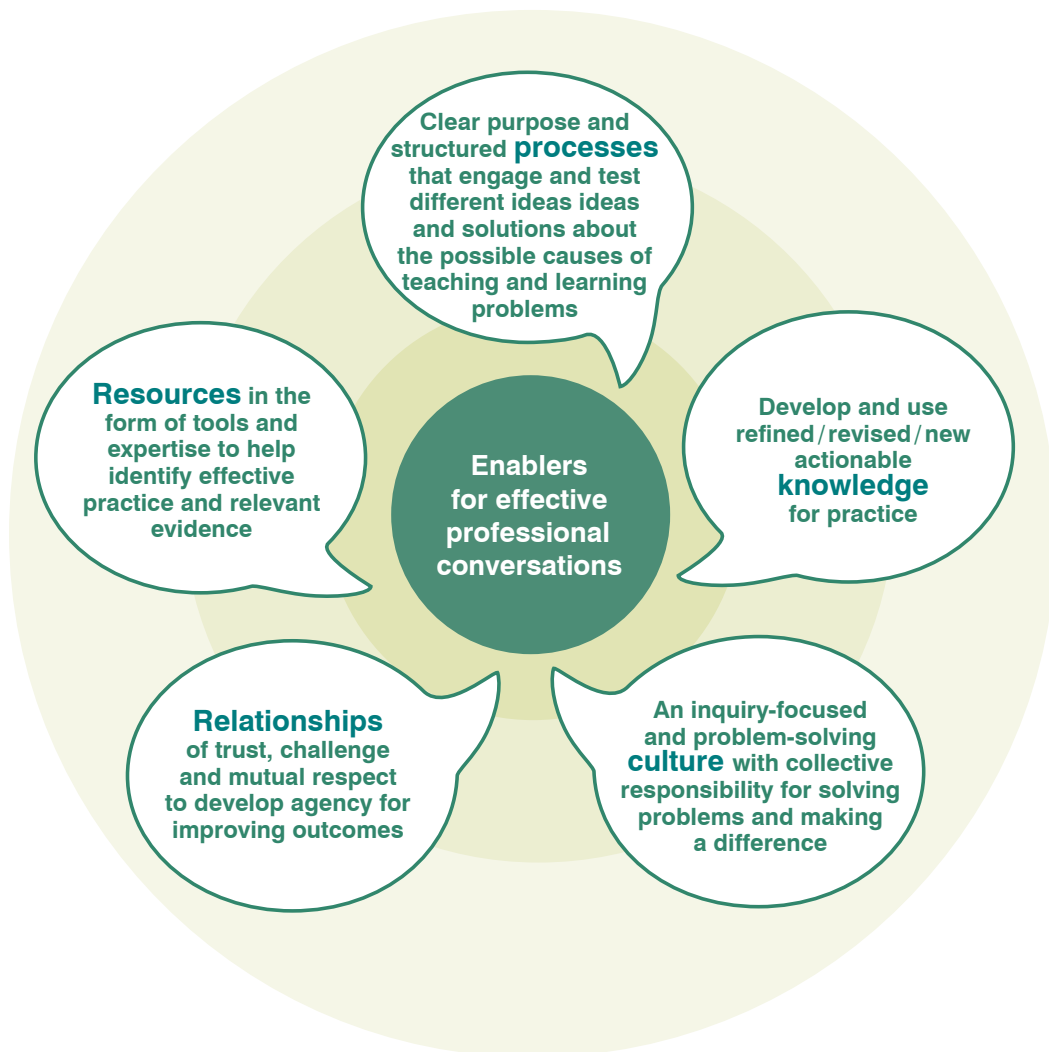 Clear purpose and
structured processes
that engage and test
different ideas ideas
and solutions about
the possible causes of
teaching and learning
problems
Resources in the
form of tools and
expertise to help
identify effective
practice and relevant
evidence
Develop and use
refined/revised/new
actionable
knowledge
for practice
Enablers
for effective
professional
conversations
Relationships
of trust, challenge
and mutual respect
to develop agency for
improving outcomes
An inquiry-focused
and problem-solving
culture with collective
responsibility for solving
problems and making
a difference